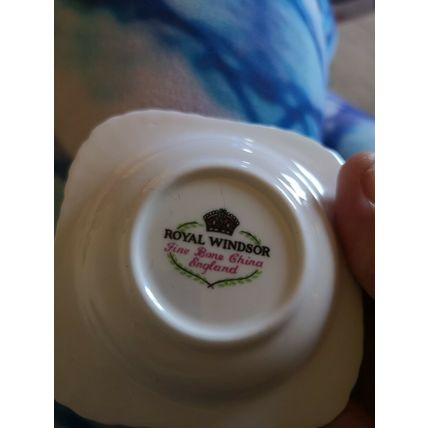 ROYAL WINDSOR
Fine Bone China
England